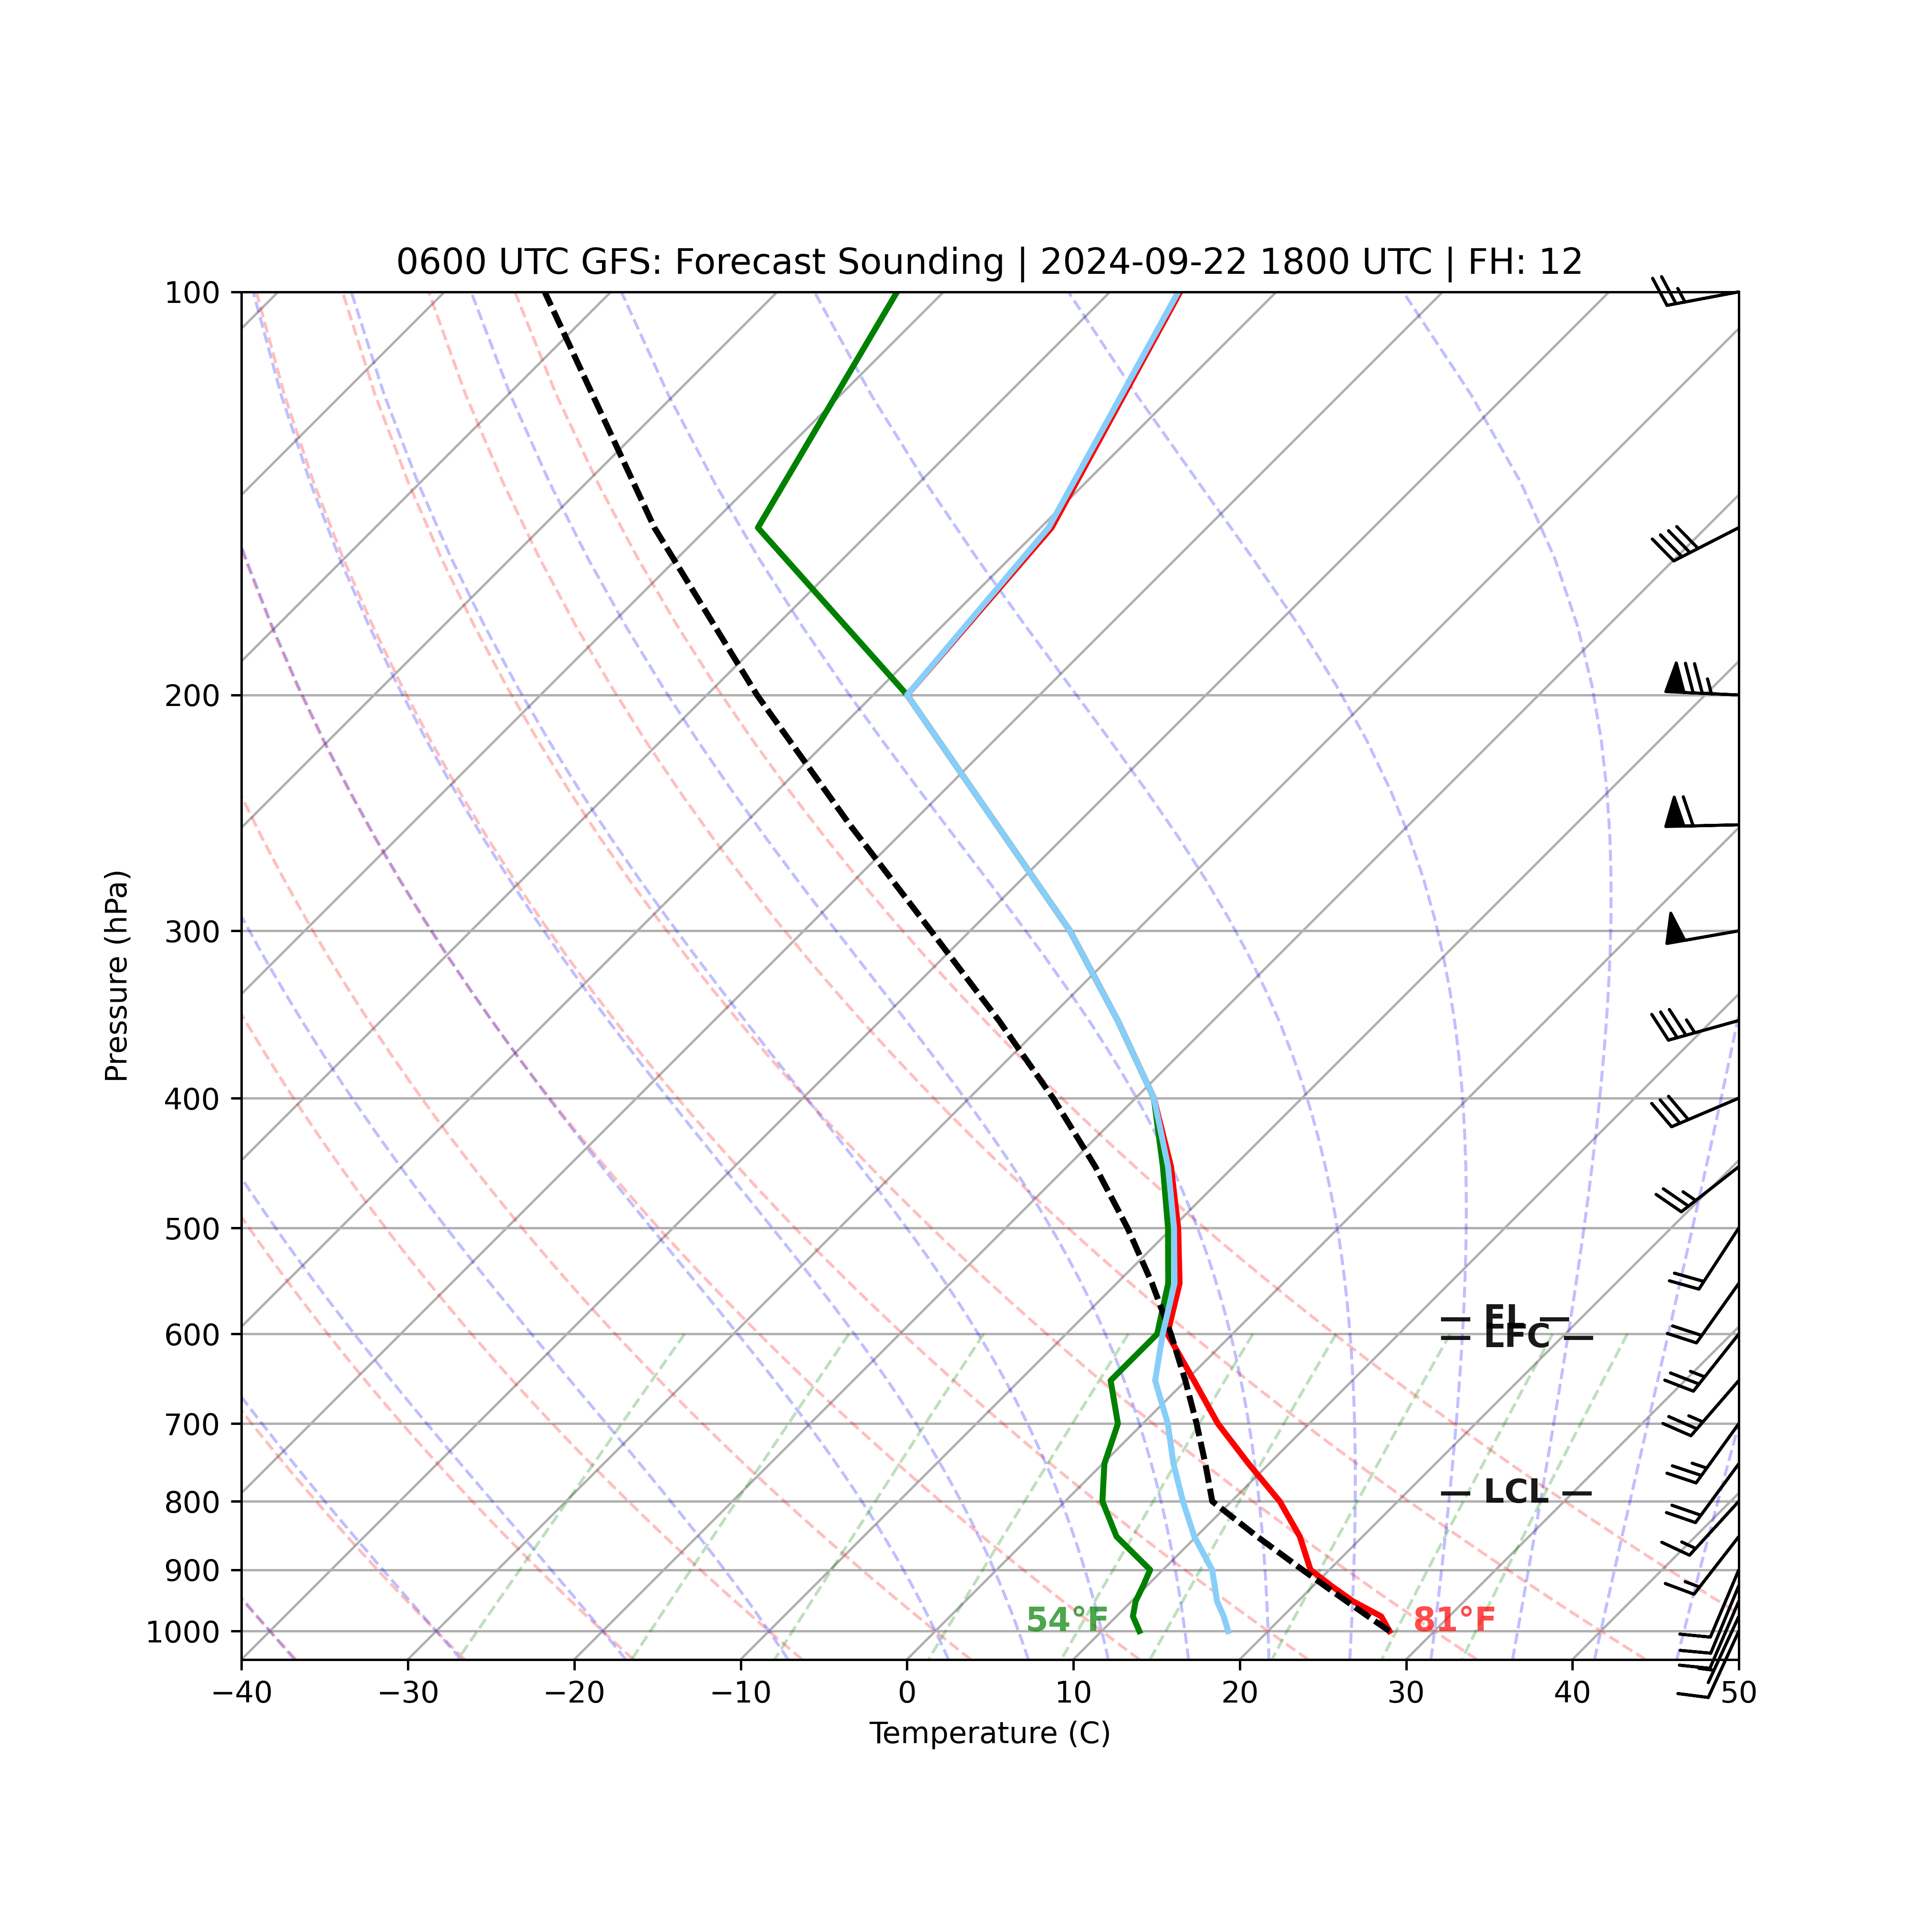 0600 UTC GFS: Forecast Sounding | 2024-09-22 1800 UTC | FH: 12
100
200
300
400
500
600
700
800
900
1000
Pressure (hPa)
— EL —
— LFC —
— LCL —
54°F
81°F
−40 −30 −20 −10 0 10 20 30 40 50
Temperature (C)